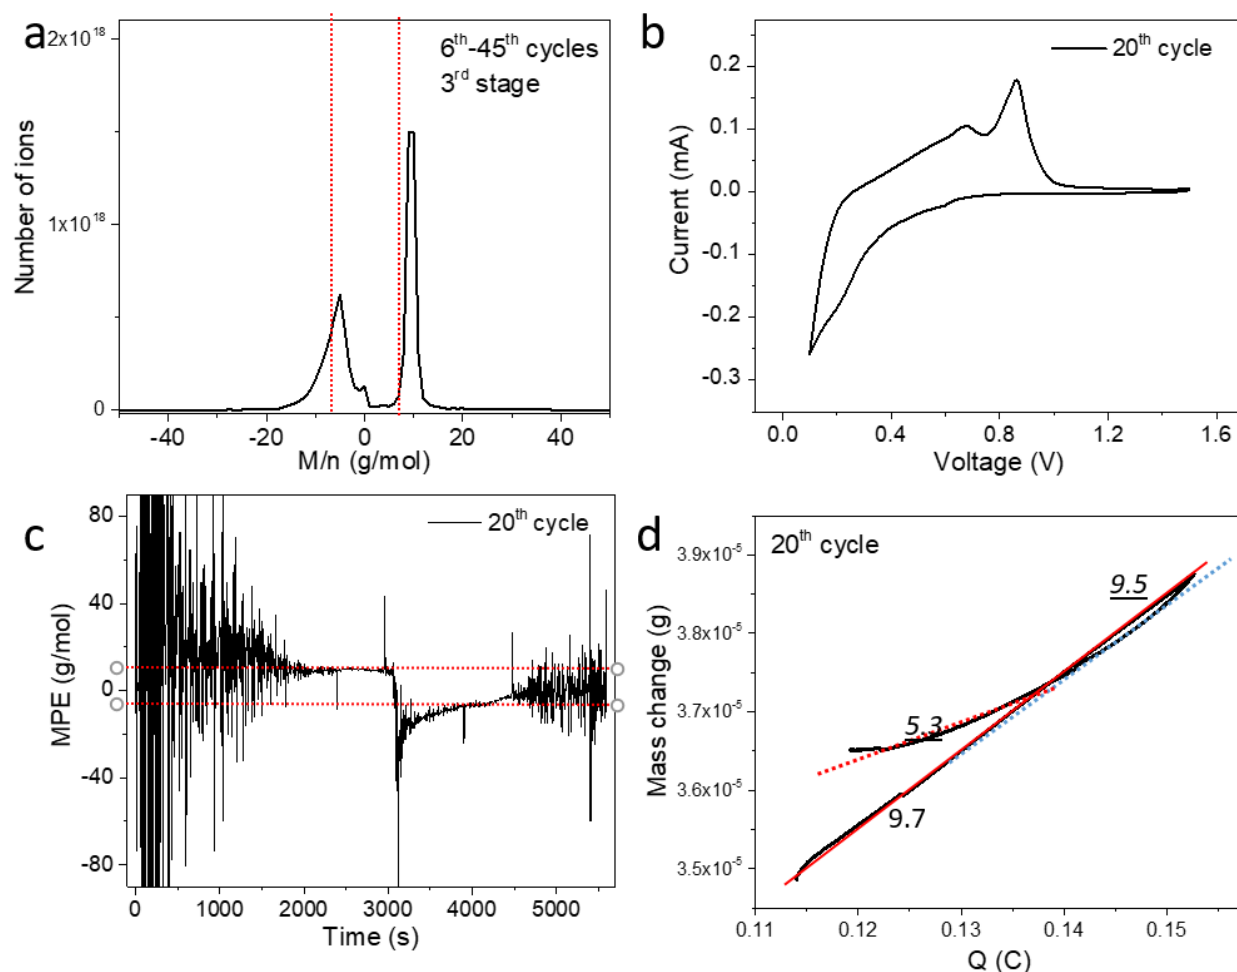 a
2x10¹⁸
1x10¹⁸
0
Number of ions
6th-45th cycles
3rd stage
-40
-20
0
20
40
M/n (g/mol)
b
20th cycle
0.2
0.1
0.0
-0.1
-0.2
-0.3
Current (mA)
0.0
0.4
0.8
1.2
1.6
Voltage (V)
c
20th cycle
80
40
0
-40
-80
MPE (g/mol)
0
1000
2000
3000
4000
5000
Time (s)
d
20th cycle
3.9x10⁻⁵
3.8x10⁻⁵
3.7x10⁻⁵
3.6x10⁻⁵
3.5x10⁻⁵
Mass change (g)
9.5
5.3
9.7
0.11
0.12
0.13
0.14
0.15
Q (C)